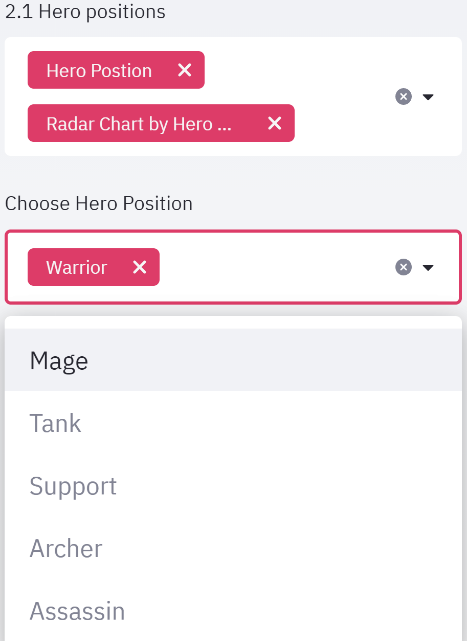 2.1 Hero positions
Hero Postion
Radar Chart by Hero ...
Choose Hero Position
Warrior
Mage
Tank
Support
Archer
Assassin